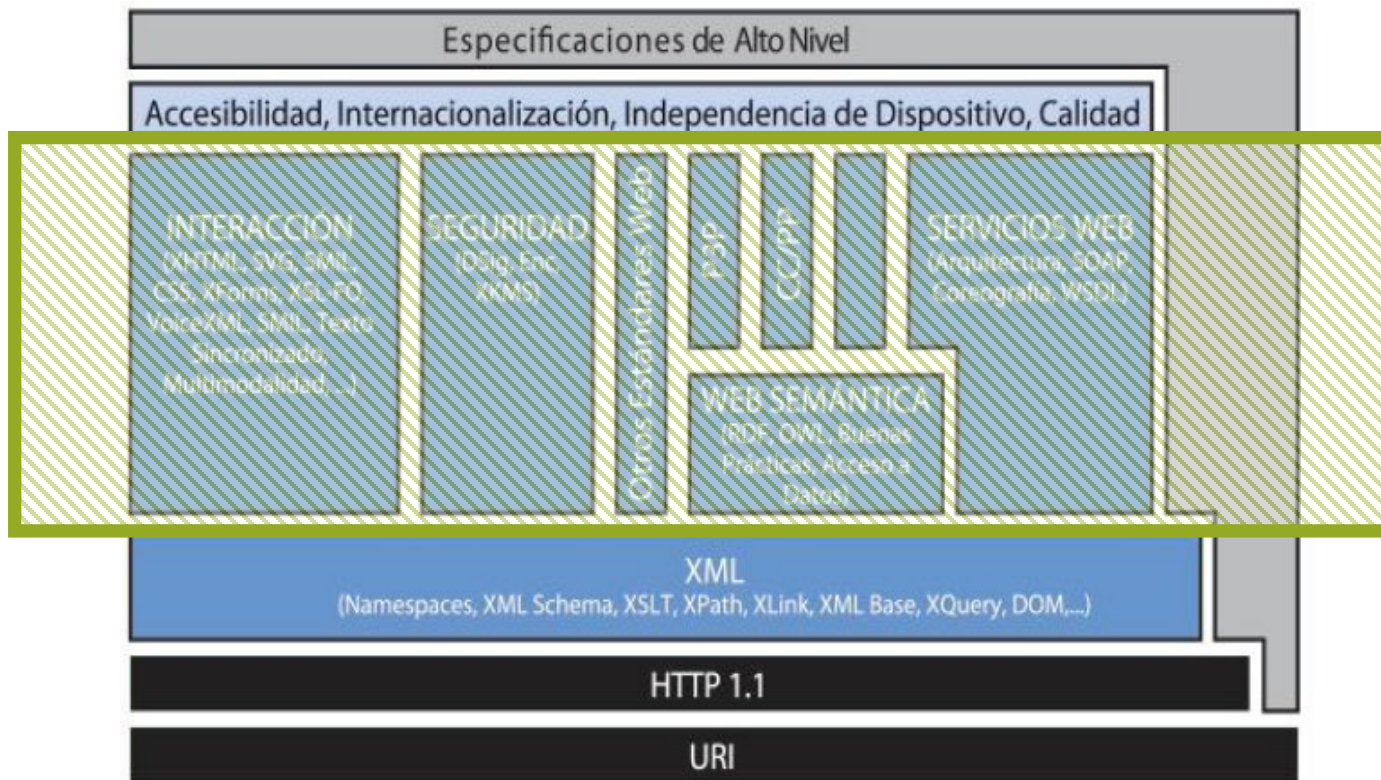 Especificaciones de Alto Nivel
Accesibilidad, Internacionalización, Independencia de Dispositivo, Calidad
INTERACCIÓN
(XHTML, SVG, SMIL,
CSS, XForms, XSL-FO,
VoiceXML, SMIL, Texto
Sincronizado,
Multimodalidad, ...)
SEGURIDAD
(DSig, Enc,
XKMS)
Otros Estandares Web
P3P
CC/PP
WEB SEMÁNTICA
(RDF, OWL, Buenas
Prácticas, Acceso a
Datos)
SERVICIOS WEB
(Arquitectura, SOAP,
Coreografía, WSDL)
XML
(Namespaces, XML Schema, XSLT, XPath, XLink, XML Base, XQuery, DOM,...)
HTTP 1.1
URI